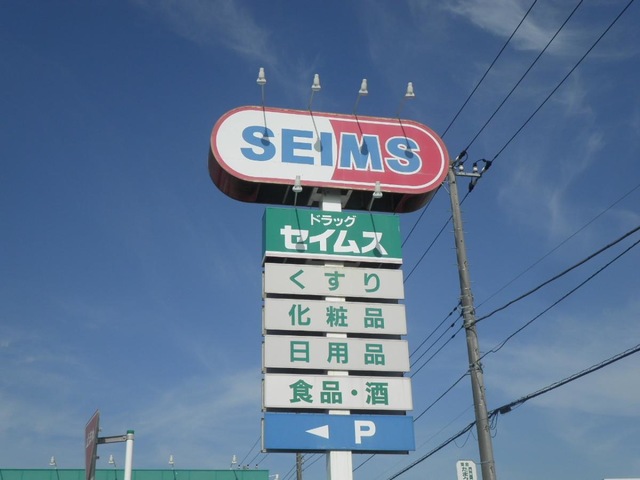 SEIMS
ドラッグ
セイムス
くすり
化粧品
日用品
食品・酒
P